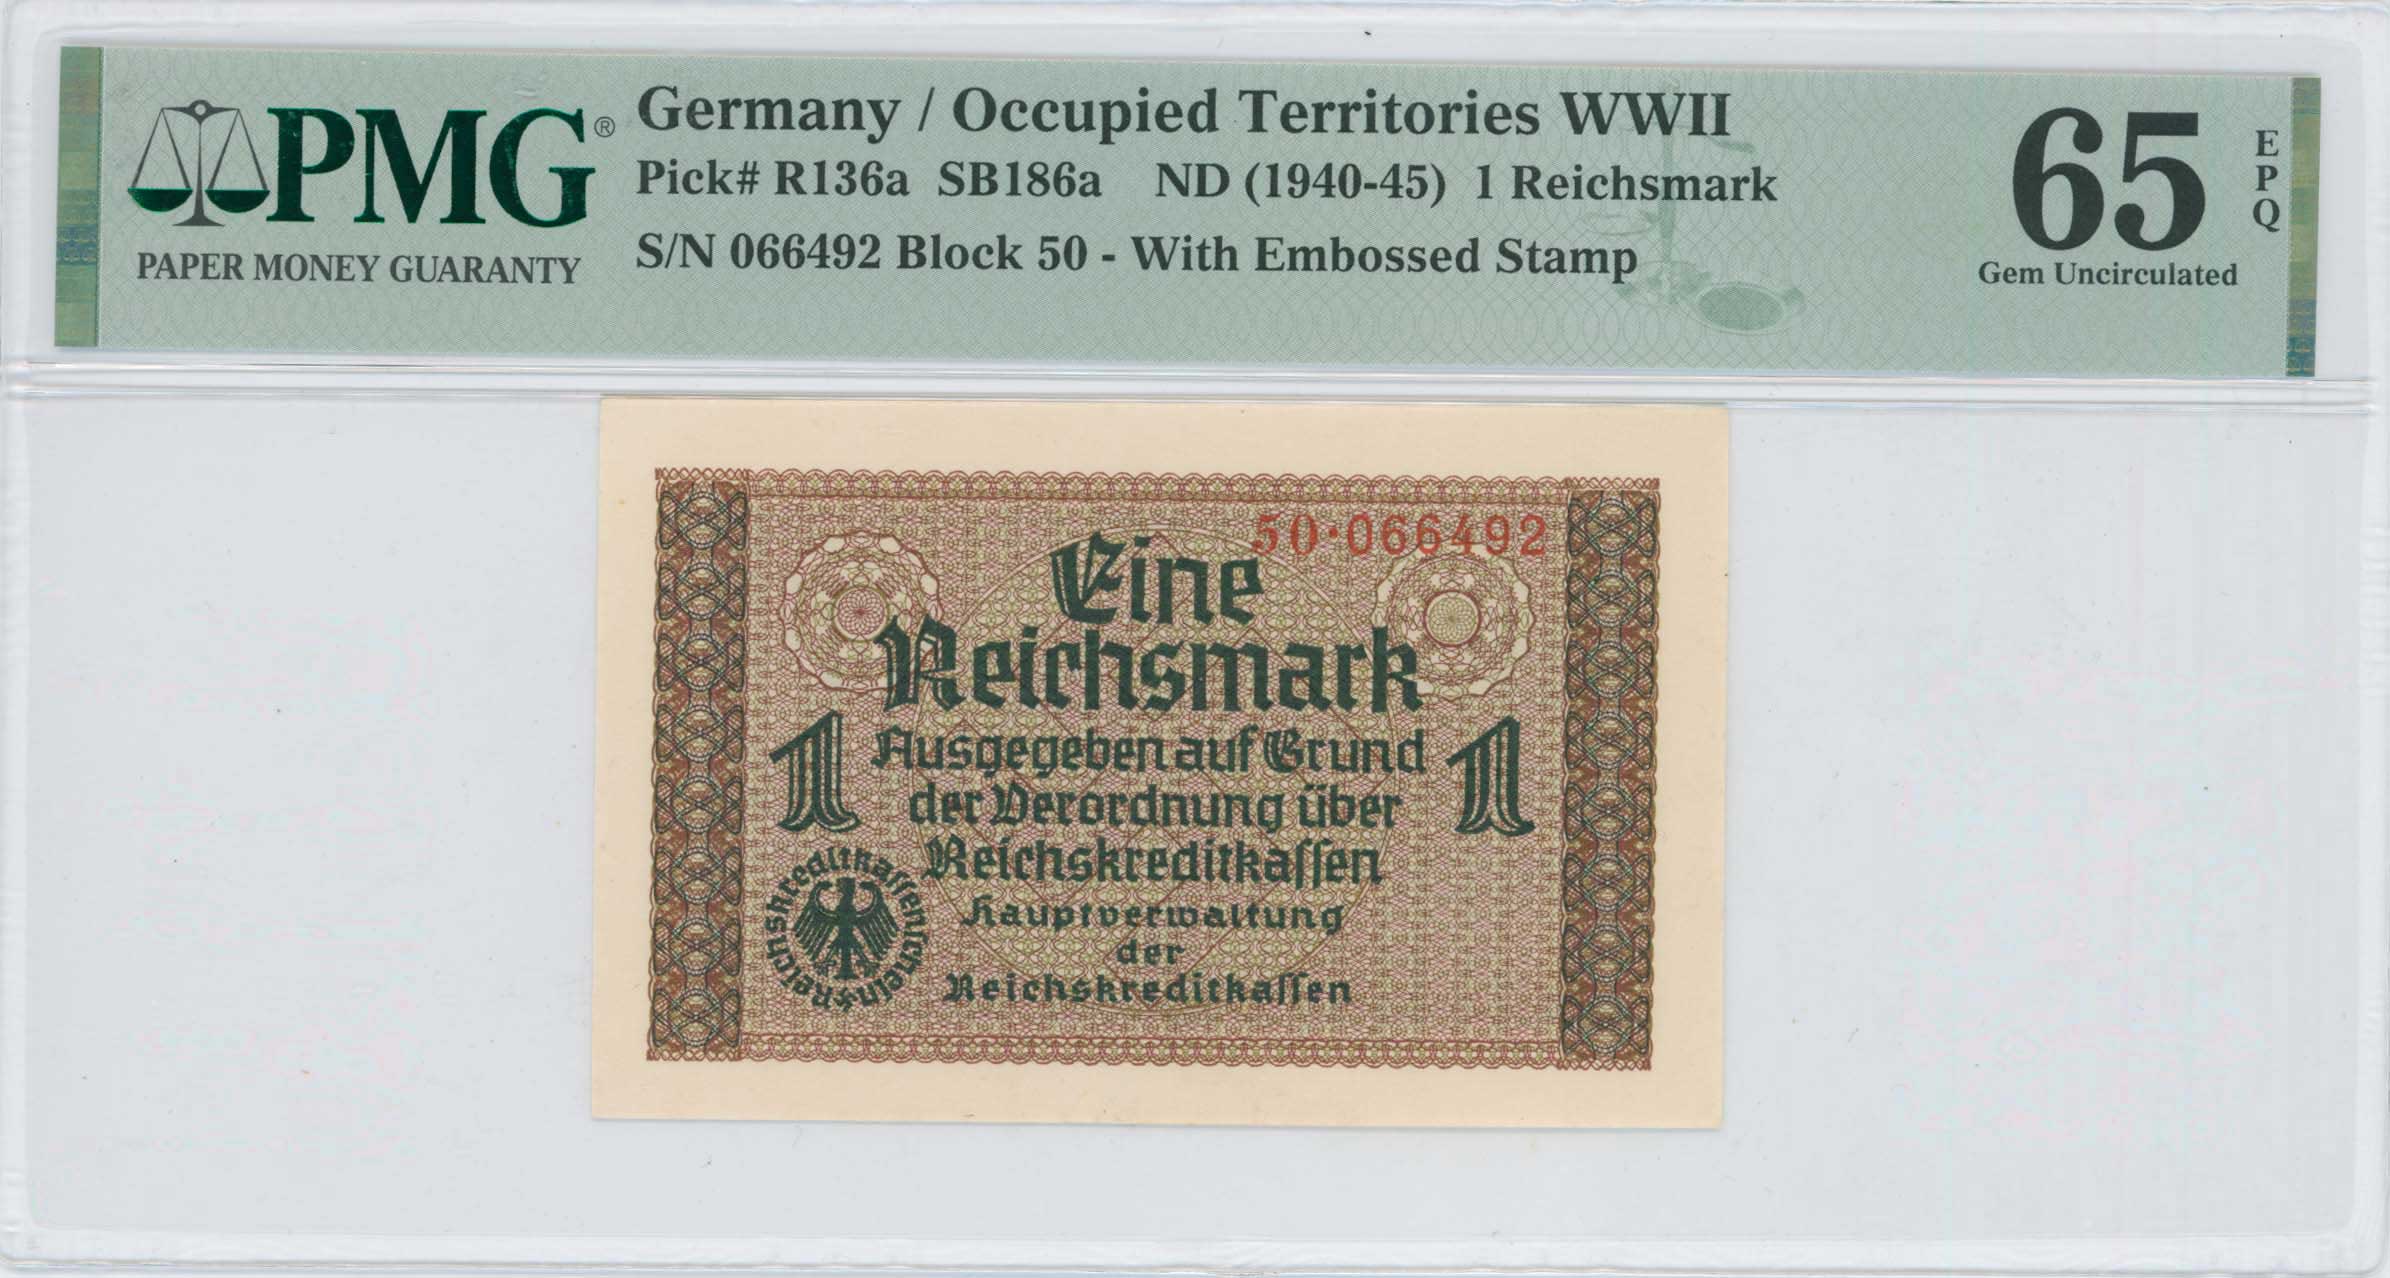 PMG®
PAPER MONEY GUARANTY
Germany / Occupied Territories WWII
Pick# R136a SB186a ND (1940-45) 1 Reichsmark
S/N 066492 Block 50 - With Embossed Stamp
65
EPQ
Gem Uncirculated
50·066492
Eine
Reichsmark
1 Ausgegeben auf Grund 1
der Verordnung über
Reichskreditkaſſen
Hauptverwaltung
der
Reichskreditkaſſen
Reichskreditkaſſenſchein